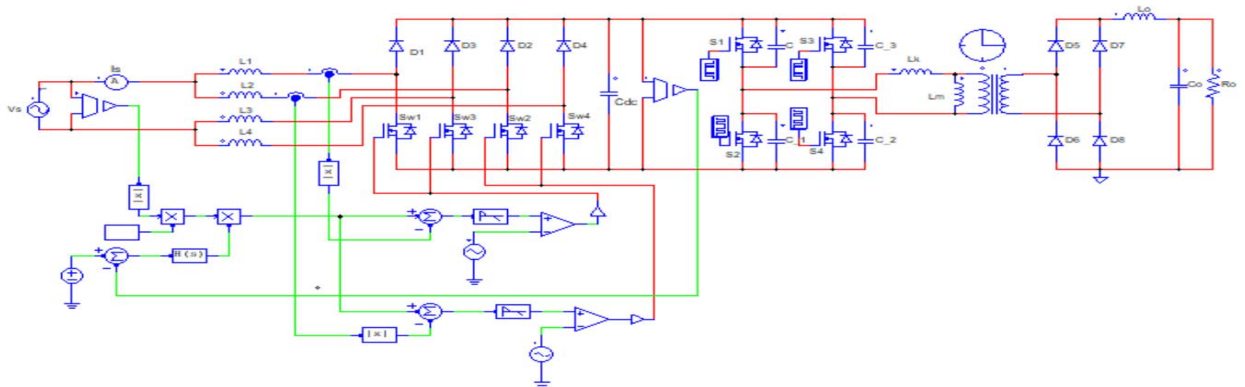 Lo
S1
S3
D1
D3
D2
D4
C
C_3
D5
D7
Is
A
L1
Lk
L2
Lm
Vs
Cdc
Co
Ro
L3
Sw1
Sw3
Sw2
Sw4
L4
C_1
C_2
D6
D8
S2
S4
|x|
|x|
X
X
+
Σ
-
+
-
+
Σ
-
H(s)
+
Σ
-
+
-
|x|